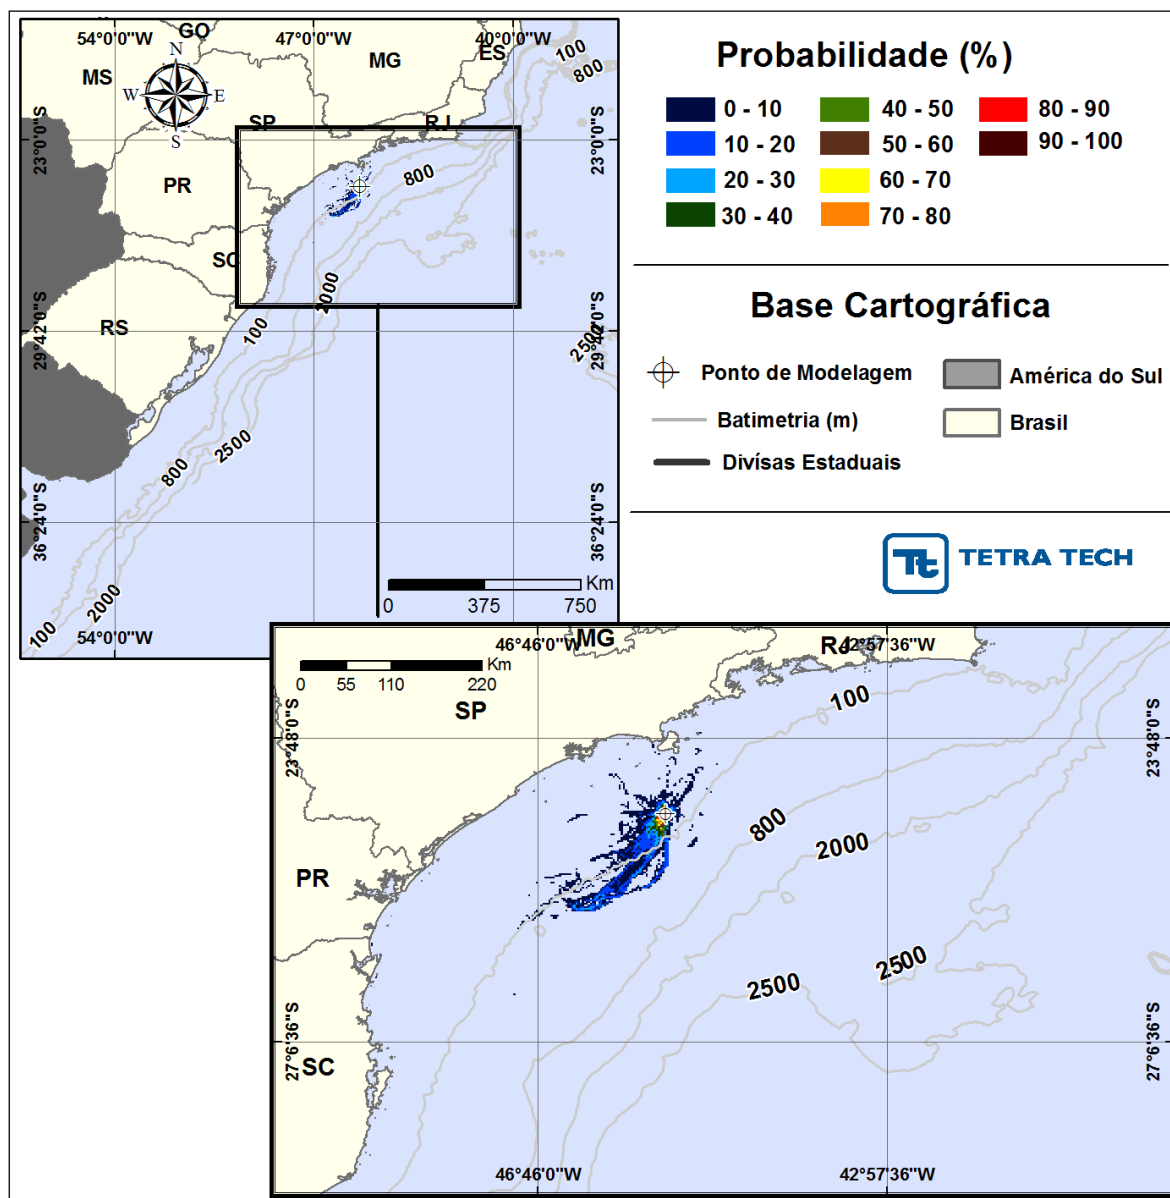 54°0'0"W
GO
47°0'0"W
40°0'0"W
N
W
E
S
MS
MG
ES
100
800
SP
RJ
23°0'0"S
23°0'0"S
PR
800
SC
2000
RS
100
29°42'0"S
29°42'0"S
2500
2500
800
36°24'0"S
36°24'0"S
2000
100
54°0'0"W
Km
0 375 750
Probabilidade (%)
0 - 10
40 - 50
80 - 90
10 - 20
50 - 60
90 - 100
20 - 30
60 - 70
30 - 40
70 - 80
Base Cartográfica
Ponto de Modelagem
América do Sul
Batimetria (m)
Brasil
Divísas Estaduais
Tt TETRA TECH
46°46'0"W
MG
RJ
42°57'36"W
Km
0 55 110 220
SP
100
23°48'0"S
23°48'0"S
800
2000
PR
2500
2500
27°6'36"S
27°6'36"S
SC
46°46'0"W
42°57'36"W